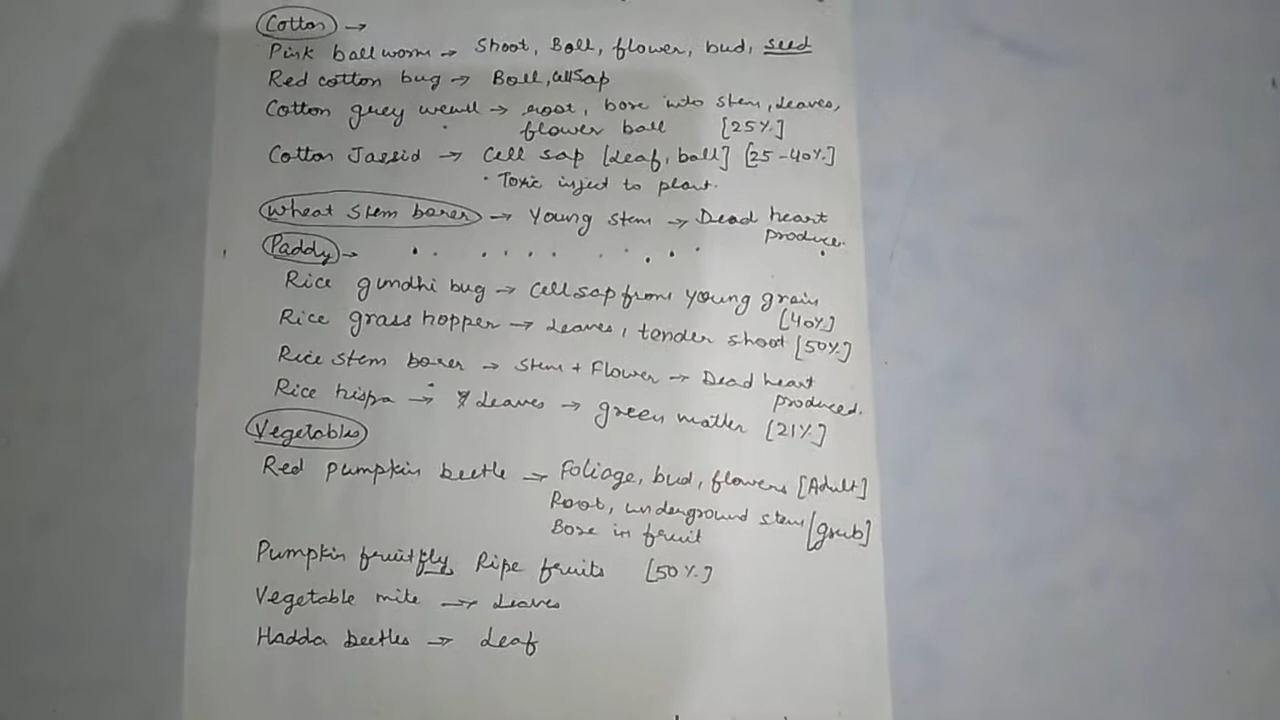 Cotton →
Pink ballworm → Shoot, Boll, flower, bud, seed
Red cotton bug → Boll, cell sap
Cotton grey weevil → root, bore into stem, leaves,
flower ball [25%]
Cotton Jassid → Cell sap [Leaf, ball] [25-40%]
• Toxic inject to plant.
Wheat Stem borer → Young stem → Dead heart
produce.
Paddy →
Rice gundhi bug → Cell sap from young grain
[40%]
Rice grass hopper → Leaves, tender shoot [50%]
Rice stem borer → Stem + Flower → Dead heart
produced.
Rice hispa → Leaves → green matter [21%]
Vegetables
Red pumpkin beetle → Foliage, bud, flowers [Adult]
Root, underground stem [grub]
Bore in fruit
Pumpkin fruitfly Ripe fruits [50%]
Vegetable mite → Leaves
Hadda beetles → Leaf